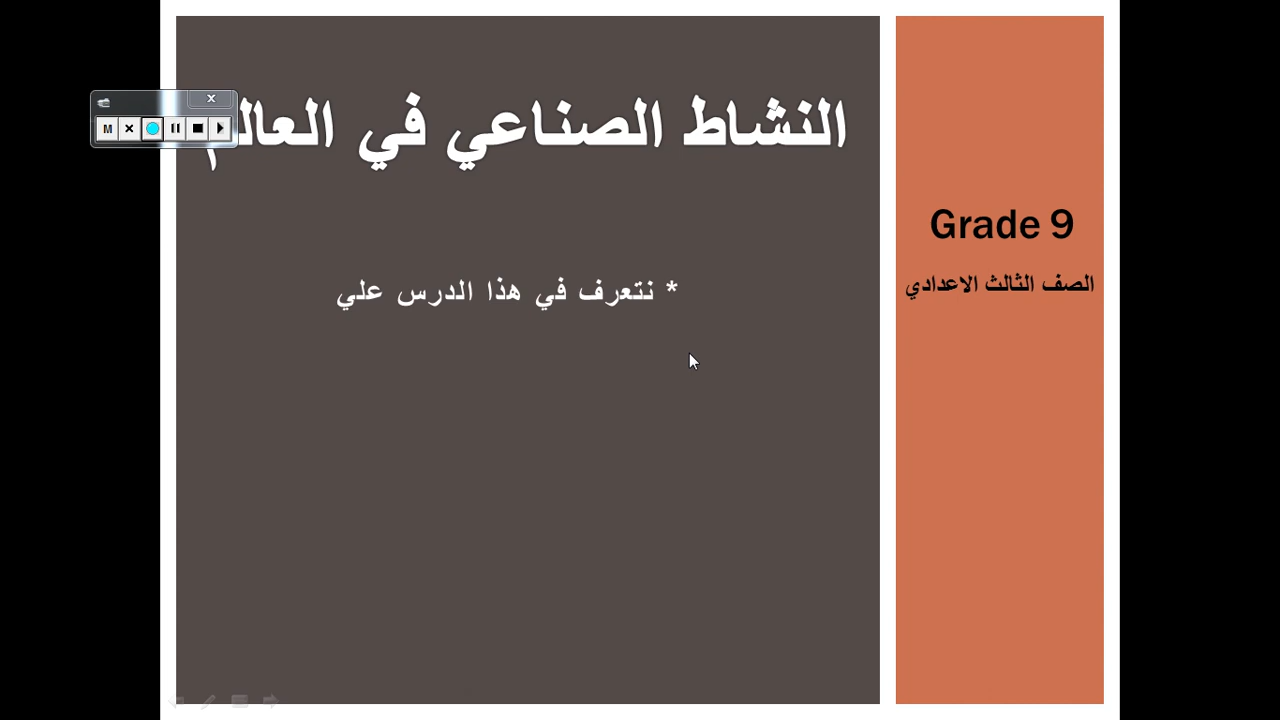 النشاط الصناعي في العالم
* نتعرف في هذا الدرس علي
Grade 9
الصف الثالث الاعدادي
M